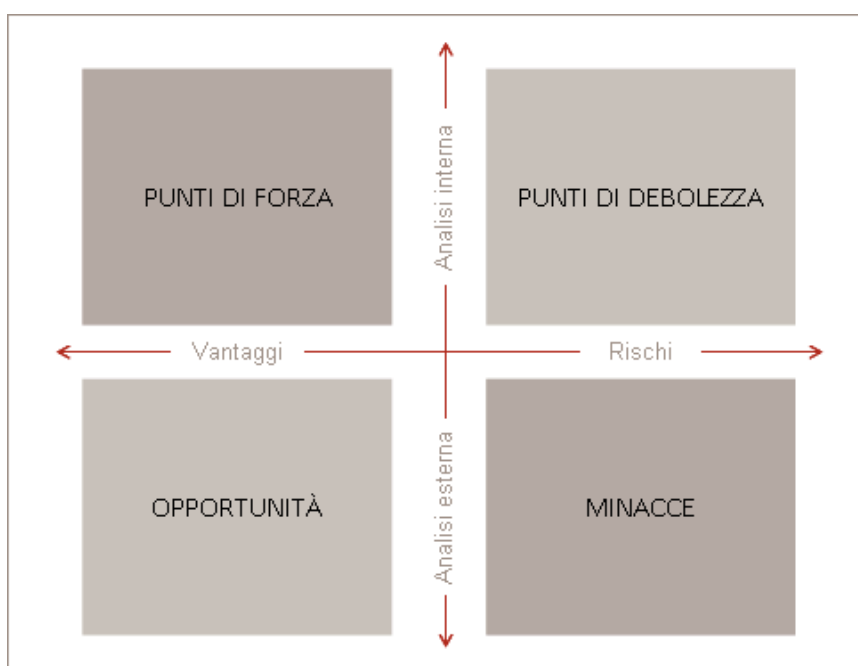 Analisi interna
PUNTI DI FORZA
PUNTI DI DEBOLEZZA
Vantaggi
Rischi
Analisi esterna
OPPORTUNITÀ
MINACCE